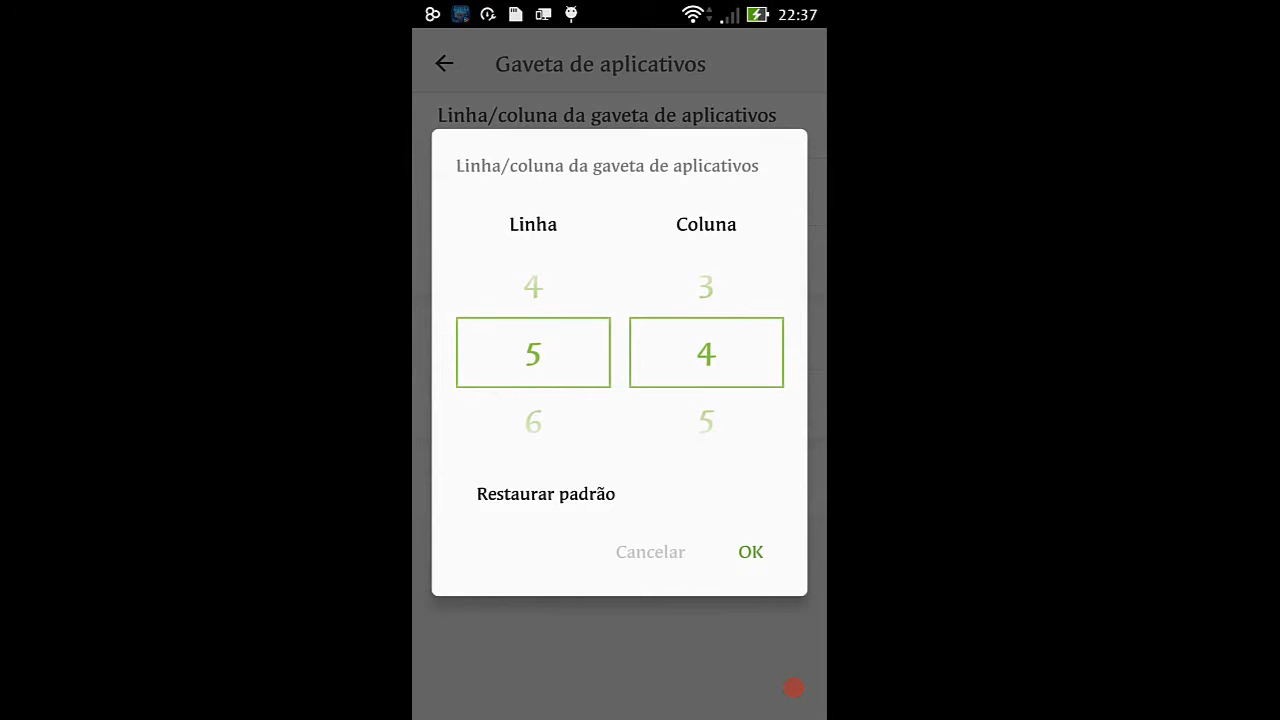 22:37
Gaveta de aplicativos
Linha/coluna da gaveta de aplicativos
Linha/coluna da gaveta de aplicativos
Linha Coluna
4 3
5 4
6 5
Restaurar padrão
Cancelar OK